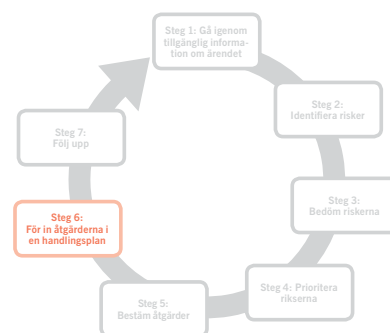 Steg 1: Gå igenom
tillgänglig informa-
tion om ärendet
Steg 2:
Identifiera risker
Steg 3:
Bedöm riskerna
Steg 4: Prioritera
rikserna
Steg 5:
Bestäm åtgärder
Steg 6:
För in åtgärderna i
en handlingsplan
Steg 7:
Följ upp